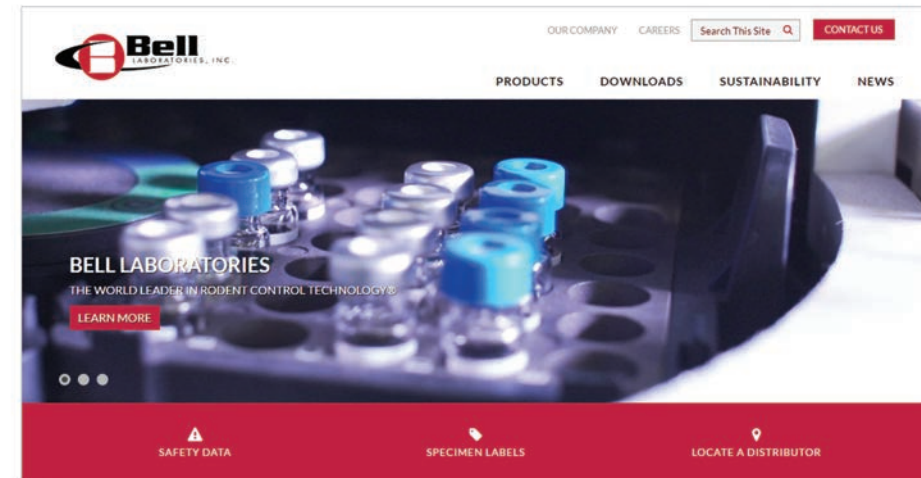 Bell
LABORATORIES, INC.
OUR COMPANY CAREERS Search This Site CONTACT US
PRODUCTS DOWNLOADS SUSTAINABILITY NEWS
BELL LABORATORIES
THE WORLD LEADER IN RODENT CONTROL TECHNOLOGY®
LEARN MORE
SAFETY DATA SPECIMEN LABELS LOCATE A DISTRIBUTOR